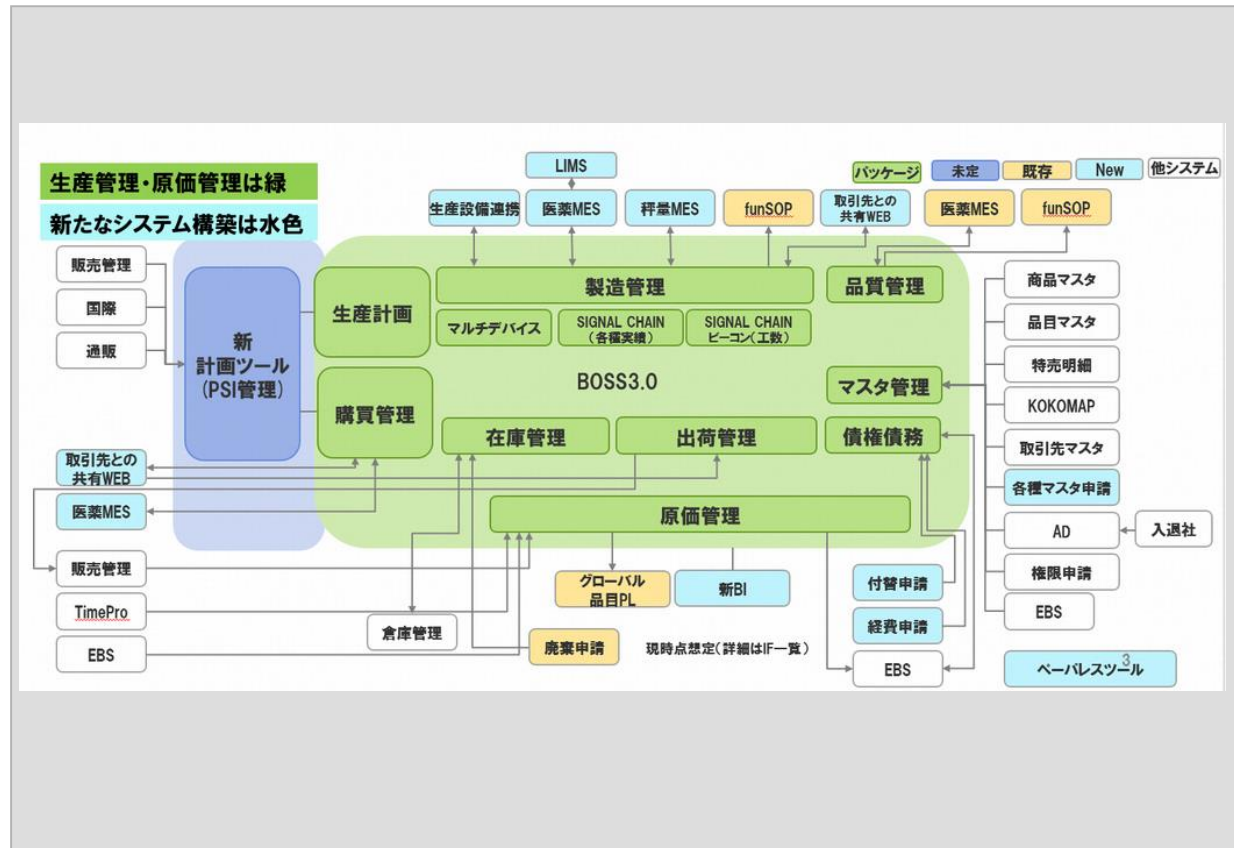 生産管理・原価管理は緑
新たなシステム構築は水色
LIMS
パッケージ
未定
既存
New
他システム
生産設備連携
医薬MES
秤量MES
funSOP
取引先との
共有WEB
医薬MES
funSOP
販売管理
国際
通販
新
計画ツール
(PSI管理)
生産計画
購買管理
製造管理
マルチデバイス
SIGNAL CHAIN
(各種実績)
SIGNAL CHAIN
ビーコン(工数)
品質管理
BOSS3.0
マスタ管理
在庫管理
出荷管理
債権債務
原価管理
商品マスタ
品目マスタ
特売明細
KOKOMAP
取引先マスタ
各種マスタ申請
AD
入退社
権限申請
EBS
取引先との
共有WEB
医薬MES
販売管理
TimePro
EBS
倉庫管理
グローバル
品目PL
新BI
廃棄申請
現時点想定(詳細はIF一覧)
付替申請
経費申請
EBS
ペーパレスツール
3